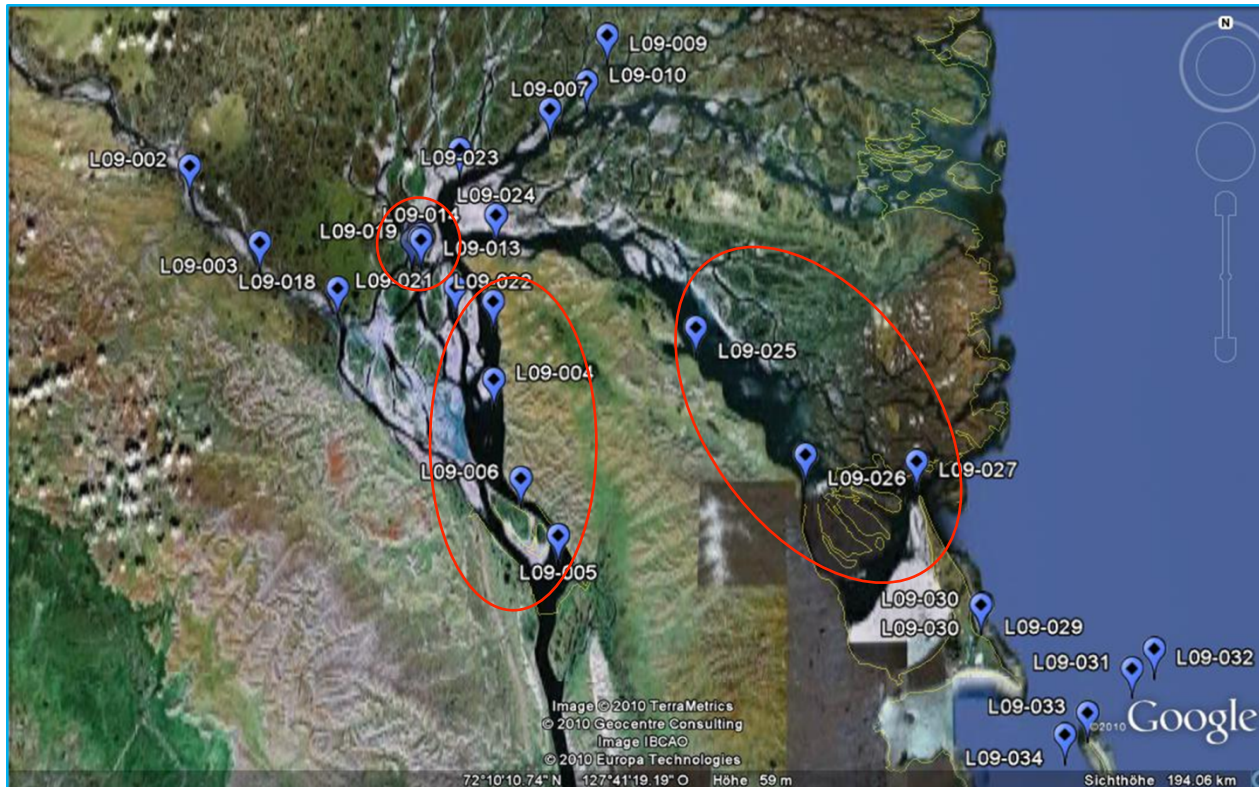 N
L09-009
L09-010
L09-007
L09-002
L09-023
L09-024
L09-014
L09-019
L09-013
L09-003
L09-018
L09-021
L09-022
L09-025
L09-004
L09-006
L09-026
L09-027
L09-005
L09-030
L09-029
L09-030
L09-031
L09-032
L09-033
L09-034
©2010 Google
Image © 2010 TerraMetrics
© 2010 Geocentre Consulting
Image IBCAO
© 2010 Europa Technologies
72°10'10.74" N 127°41'19.19" O Höhe 59 m Sichthöhe 194.06 km